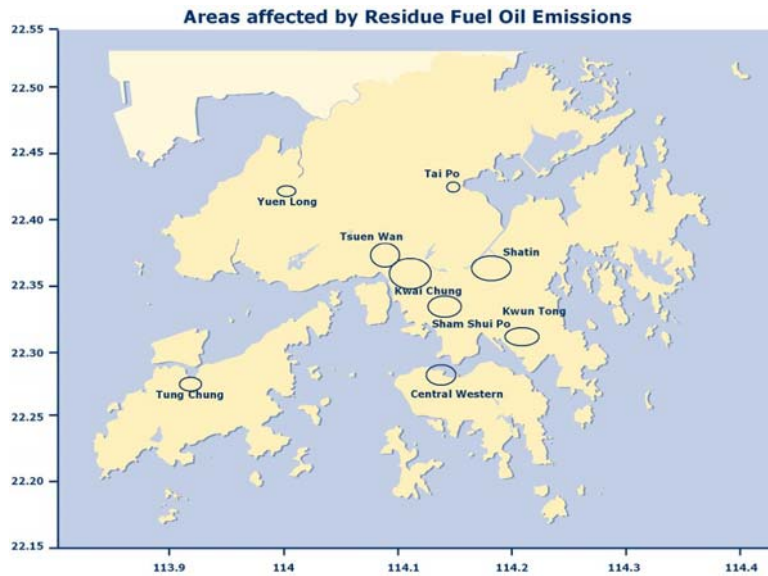 Areas affected by Residue Fuel Oil Emissions
22.55
22.50
22.45
22.40
22.35
22.30
22.25
22.20
22.15
Tai Po
Yuen Long
Tsuen Wan
Shatin
Kwai Chung
Kwun Tong
Sham Shui Po
Tung Chung
Central Western
113.9
114
114.1
114.2
114.3
114.4